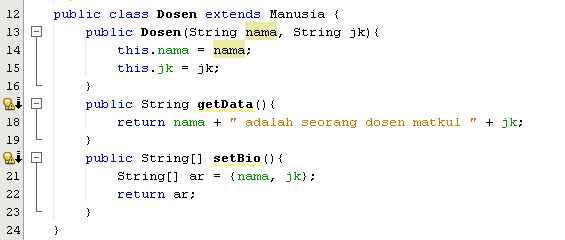 12 public class Dosen extends Manusia {
13 public Dosen(String nama, String jk){
14 this.nama = nama;
15 this.jk = jk;
16 }
public String getData(){
18 return nama + " adalah seorang dosen matkul " + jk;
19 }
public String[] setBio(){
21 String[] ar = {nama, jk};
22 return ar;
23 }
24 }